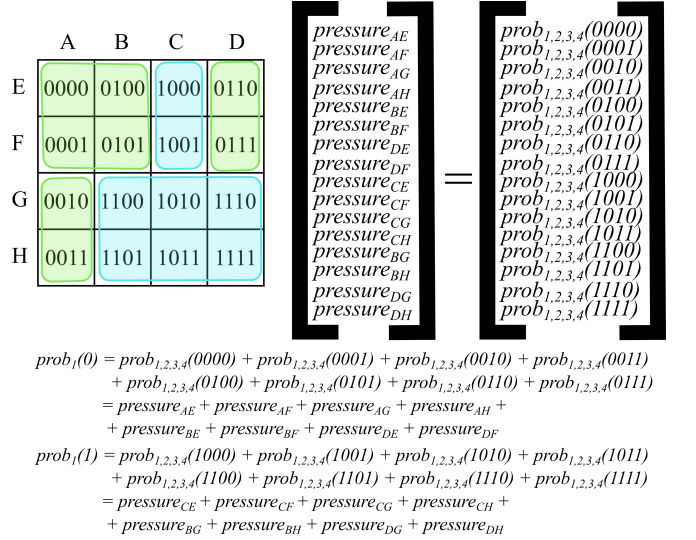 A B C D
E 0000 0100 1000 0110
F 0001 0101 1001 0111
G 0010 1100 1010 1110
H 0011 1101 1011 1111
pressure_AE
pressure_AF
pressure_AG
pressure_AH
pressure_BE
pressure_BF
pressure_DE
pressure_DF
pressure_CE
pressure_CF
pressure_CG
pressure_CH
pressure_BG
pressure_BH
pressure_DG
pressure_DH
=
prob_1,2,3,4(0000)
prob_1,2,3,4(0001)
prob_1,2,3,4(0010)
prob_1,2,3,4(0011)
prob_1,2,3,4(0100)
prob_1,2,3,4(0101)
prob_1,2,3,4(0110)
prob_1,2,3,4(0111)
prob_1,2,3,4(1000)
prob_1,2,3,4(1001)
prob_1,2,3,4(1010)
prob_1,2,3,4(1011)
prob_1,2,3,4(1100)
prob_1,2,3,4(1101)
prob_1,2,3,4(1110)
prob_1,2,3,4(1111)
prob_1(0) = prob_1,2,3,4(0000) + prob_1,2,3,4(0001) + prob_1,2,3,4(0010) + prob_1,2,3,4(0011)
+ prob_1,2,3,4(0100) + prob_1,2,3,4(0101) + prob_1,2,3,4(0110) + prob_1,2,3,4(0111)
= pressure_AE + pressure_AF + pressure_AG + pressure_AH +
+ pressure_BE + pressure_BF + pressure_DE + pressure_DF
prob_1(1) = prob_1,2,3,4(1000) + prob_1,2,3,4(1001) + prob_1,2,3,4(1010) + prob_1,2,3,4(1011)
+ prob_1,2,3,4(1100) + prob_1,2,3,4(1101) + prob_1,2,3,4(1110) + prob_1,2,3,4(1111)
= pressure_CE + pressure_CF + pressure_CG + pressure_CH +
+ pressure_BG + pressure_BH + pressure_DG + pressure_DH